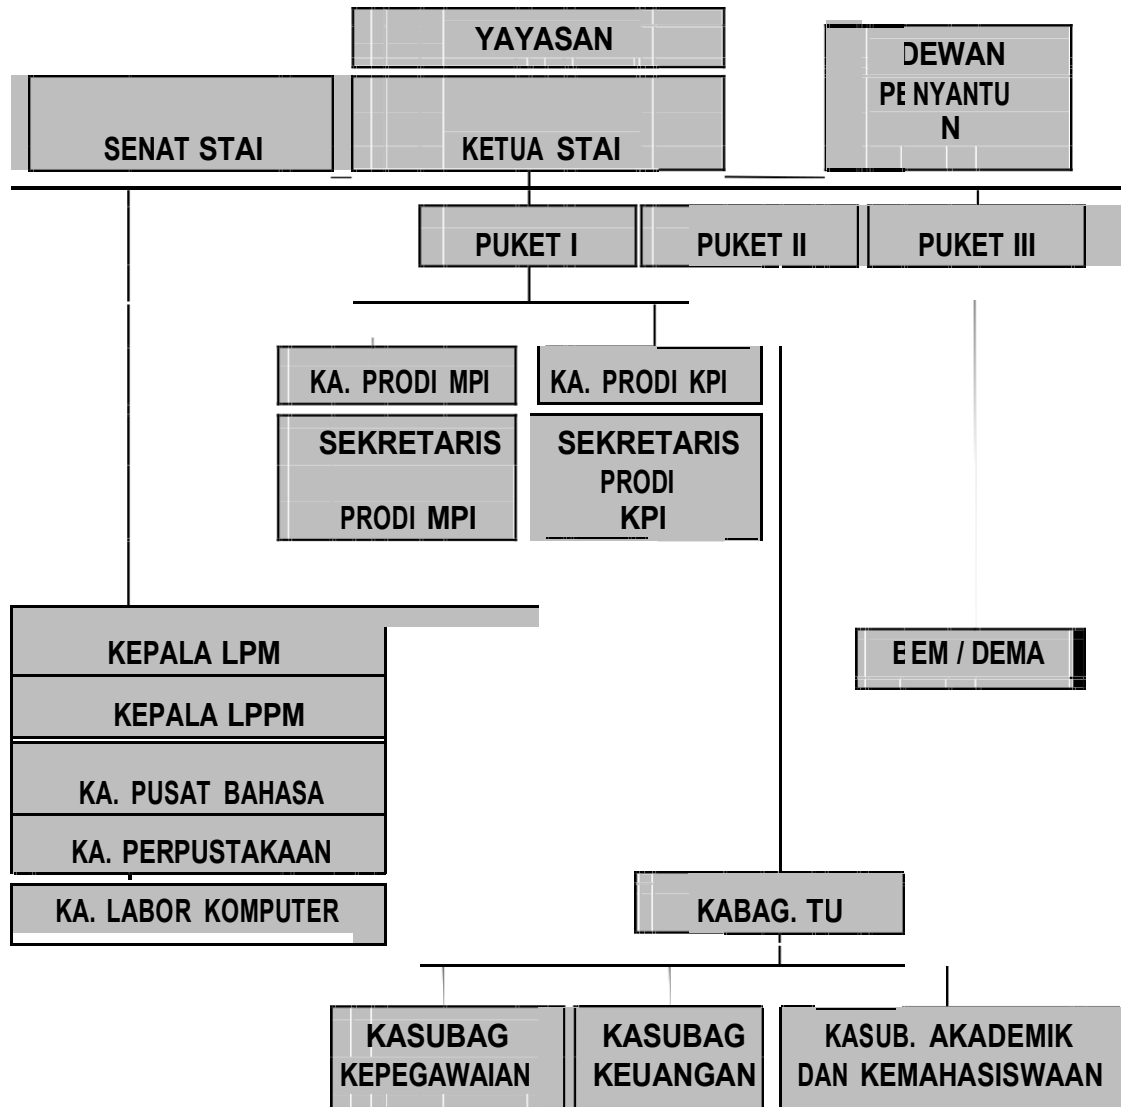 YAYASAN
DEWAN
PENYANTU
N
SENAT STAI
KETUA STAI
PUKET I
PUKET II
PUKET III
KA. PRODI MPI
KA. PRODI KPI
SEKRETARIS
PRODI MPI
SEKRETARIS
PRODI
KPI
KEPALA LPM
BEM / DEMA
KEPALA LPPM
KA. PUSAT BAHASA
KA. PERPUSTAKAAN
KA. LABOR KOMPUTER
KABAG. TU
KASUBAG
KEPEGAWAIAN
KASUBAG
KEUANGAN
KASUB. AKADEMIK
DAN KEMAHASISWAAN